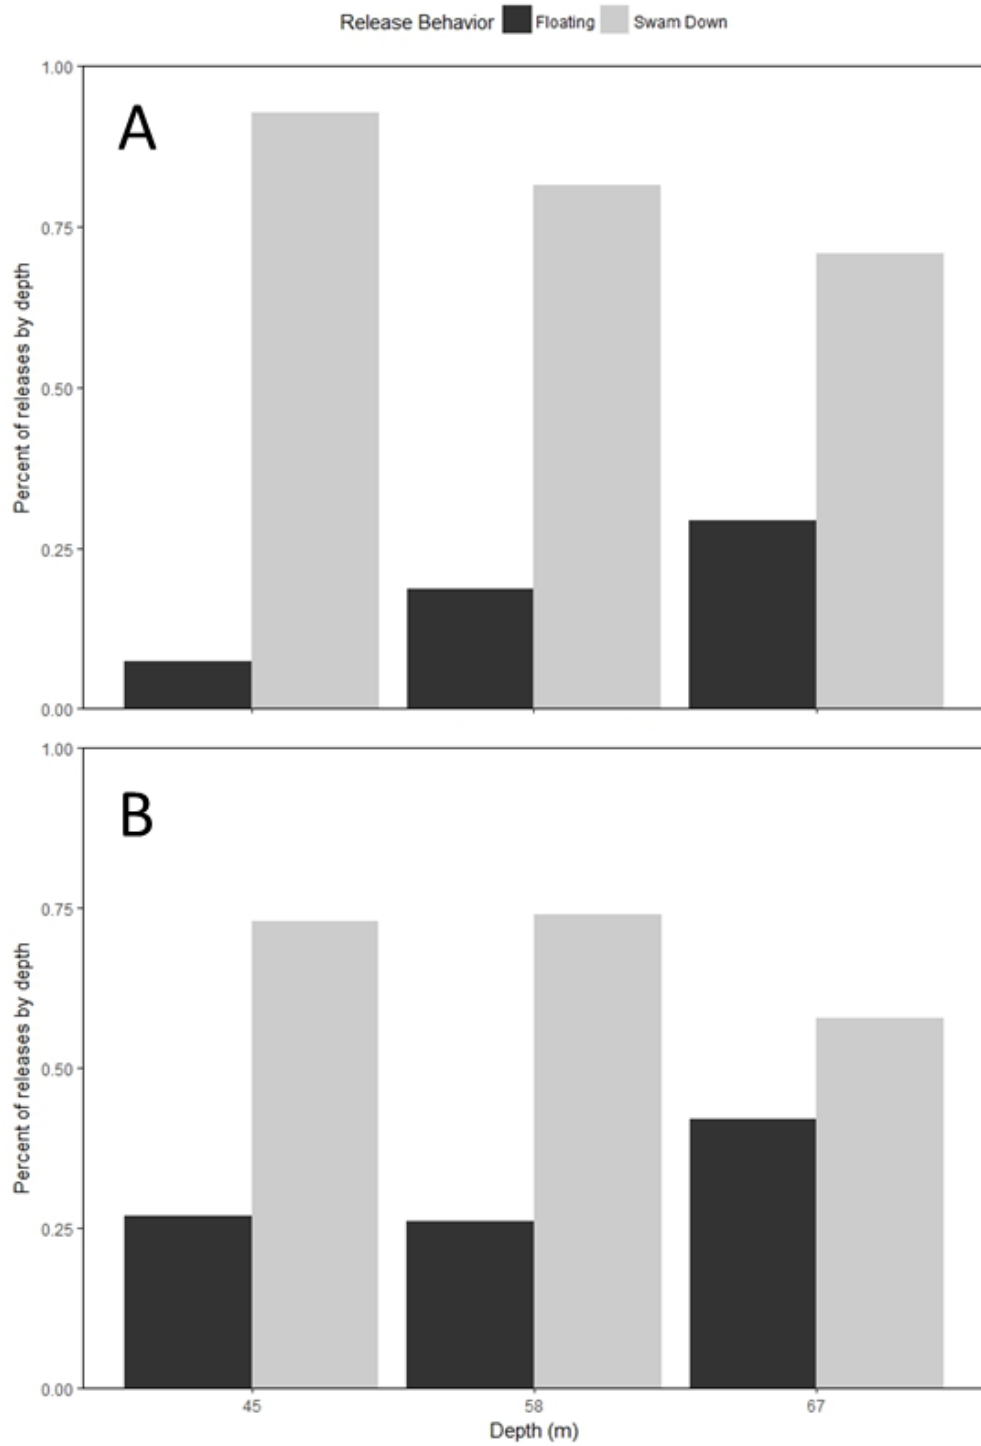 Release Behavior Floating Swam Down
A
Percent of releases by depth
1.00
0.75
0.50
0.25
0.00
B
Percent of releases by depth
1.00
0.75
0.50
0.25
0.00
45 58 67
Depth (m)